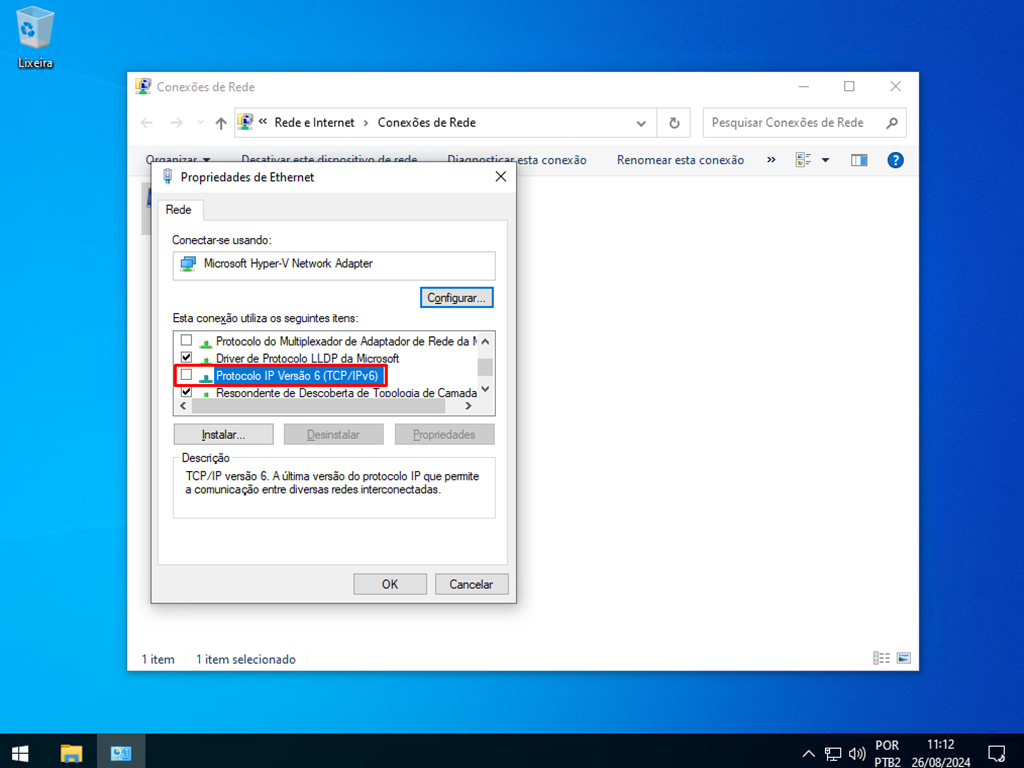 Lixeira
Conexões de Rede
« Rede e Internet › Conexões de Rede
Pesquisar Conexões de Rede
Organizar Desativar este dispositivo de rede Diagnosticar esta conexão Renomear esta conexão »
Propriedades de Ethernet
Rede
Conectar-se usando:
Microsoft Hyper-V Network Adapter
Configurar...
Esta conexão utiliza os seguintes itens:
Protocolo do Multiplexador de Adaptador de Rede da
Driver de Protocolo LLDP da Microsoft
Protocolo IP Versão 6 (TCP/IPv6)
Respondente de Descoberta de Topologia de Camada
Instalar... Desinstalar Propriedades
Descrição
TCP/IP versão 6. A última versão do protocolo IP que permite
a comunicação entre diversas redes interconectadas.
OK Cancelar
1 item 1 item selecionado
POR 11:12
PTB2 26/08/2024